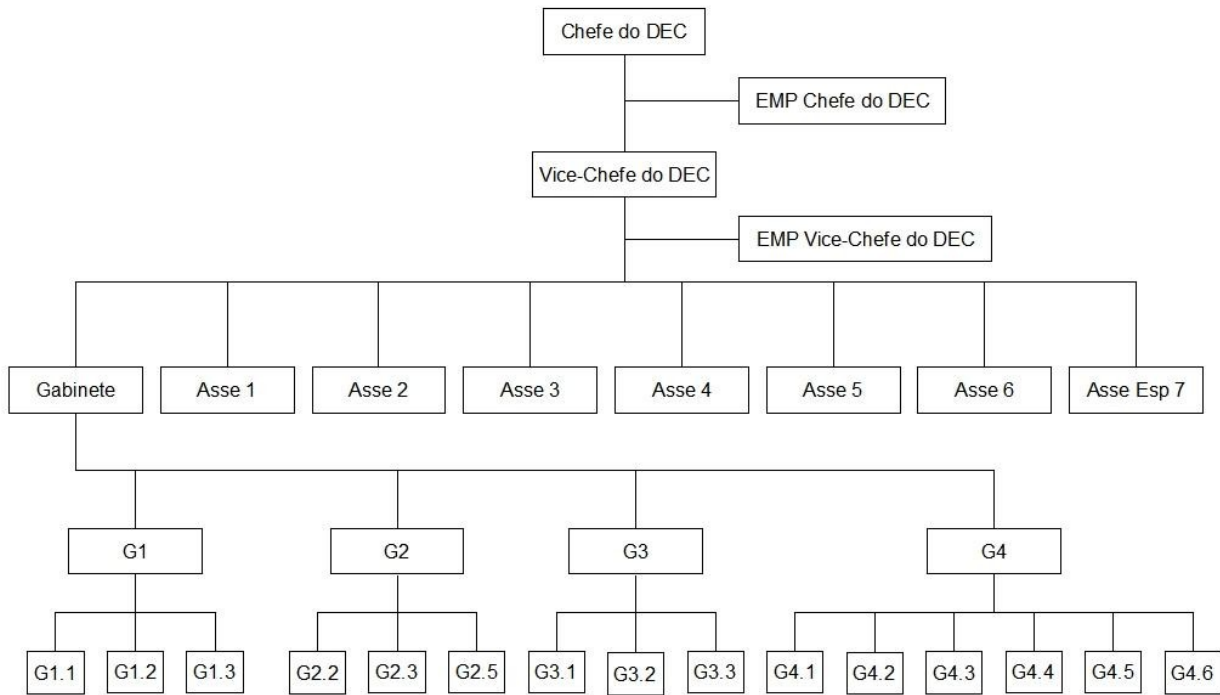 Chefe do DEC
EMP Chefe do DEC
Vice-Chefe do DEC
EMP Vice-Chefe do DEC
Gabinete
Asse 1
Asse 2
Asse 3
Asse 4
Asse 5
Asse 6
Asse Esp 7
G1
G2
G3
G4
G1.1
G1.2
G1.3
G2.2
G2.3
G2.5
G3.1
G3.2
G3.3
G4.1
G4.2
G4.3
G4.4
G4.5
G4.6